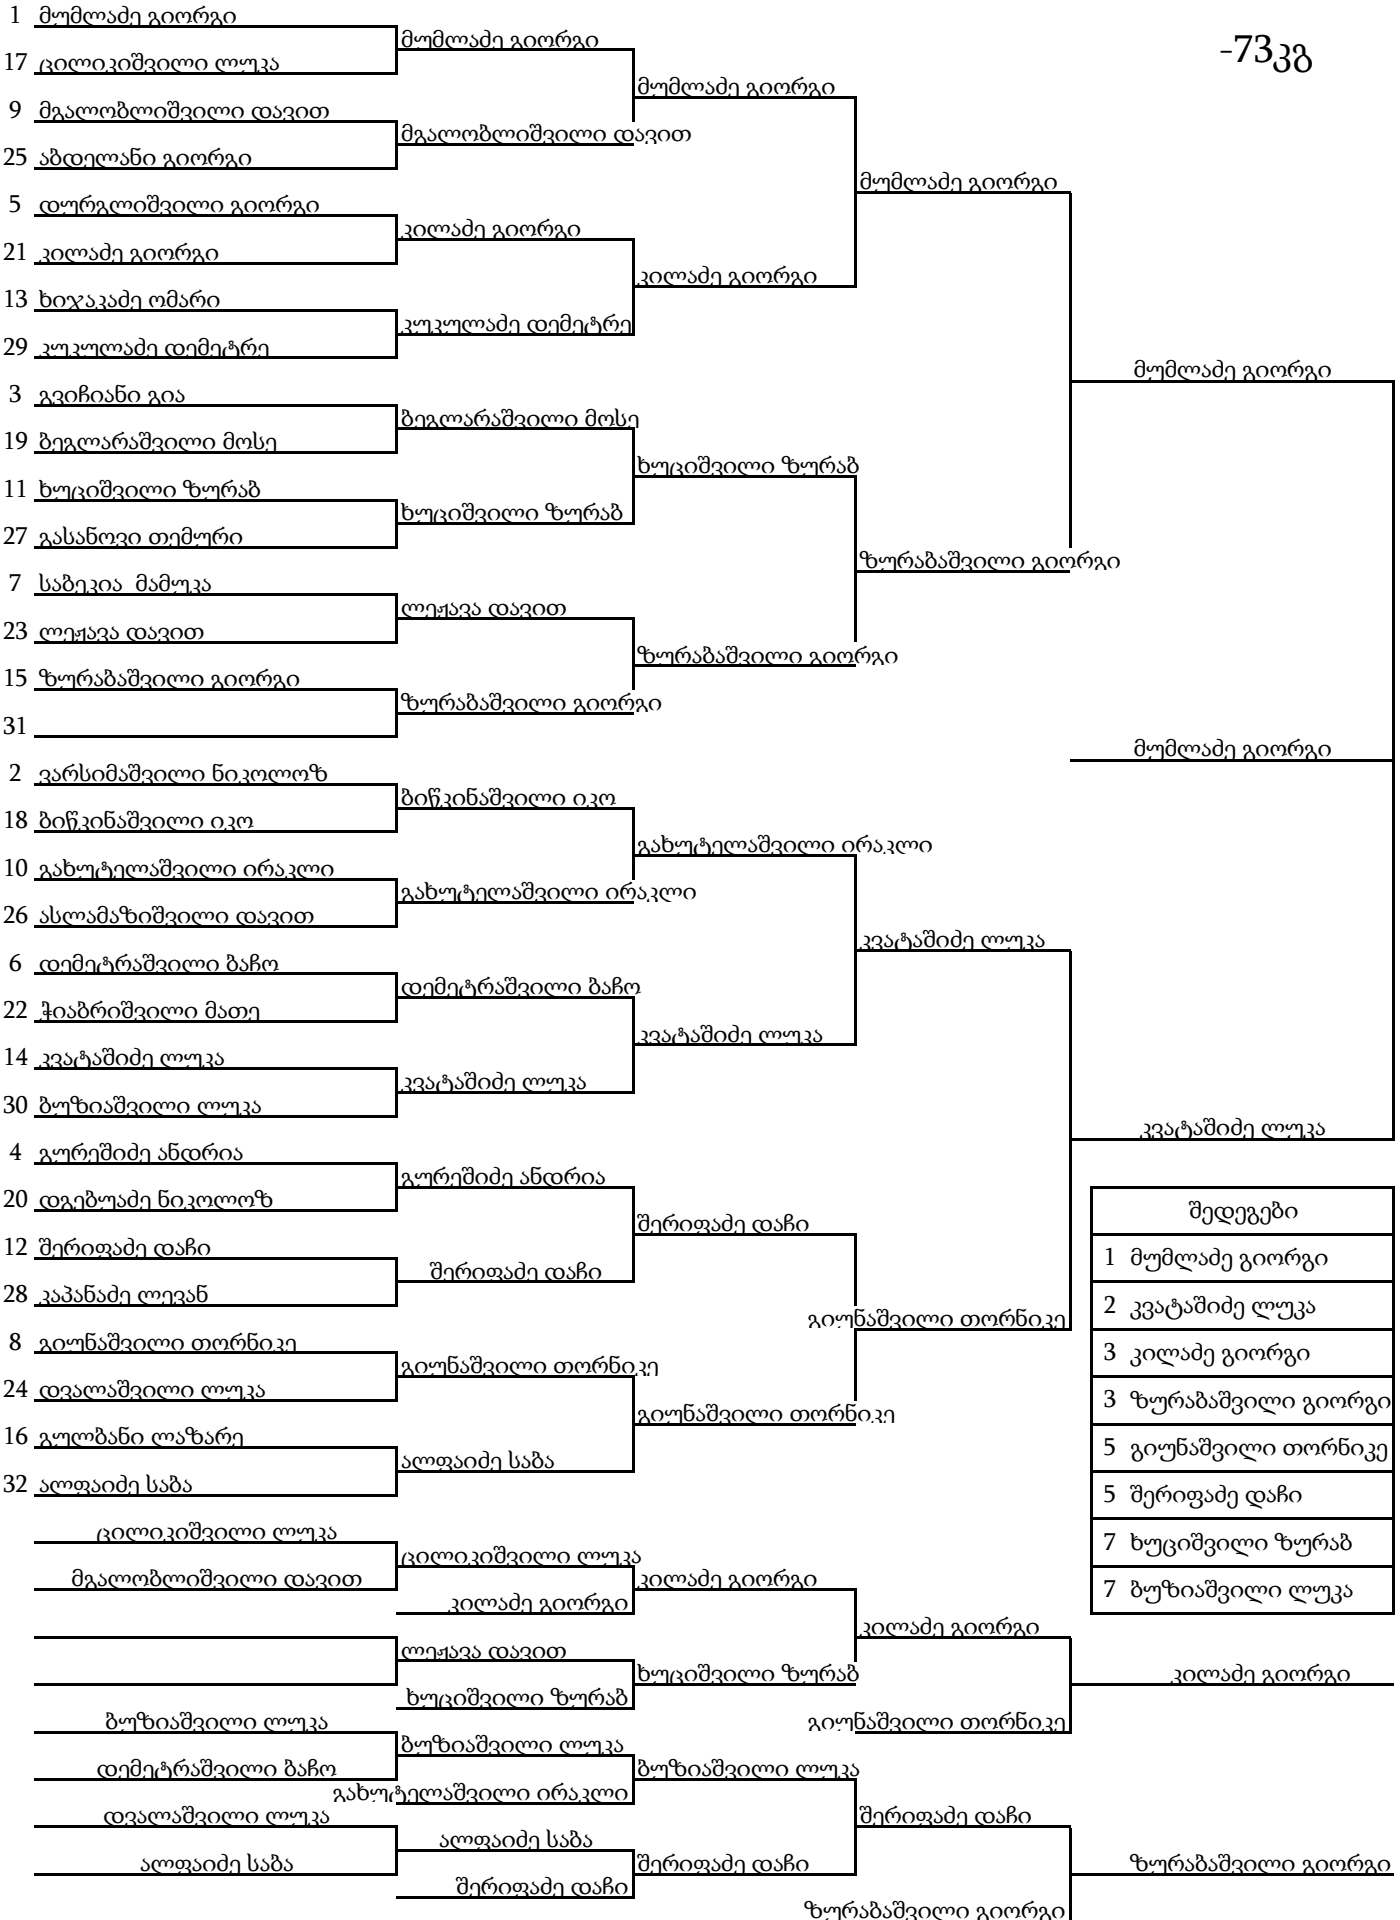 -73კგ
1 მუმლაძე გიორგი
17 ცილიკიშვილი ლუკა
9 მგალობლიშვილი დავით
25 აბდელანი გიორგი
5 დურგლიშვილი გიორგი
21 კილაძე გიორგი
13 ხიჯაკაძე ომარი
29 კუკულაძე დემეტრე
3 გვიჩიანი გია
19 ბეგლარაშვილი მოსე
11 ხუციშვილი ზურაბ
27 გასანოვი თემური
7 საბეკია მამუკა
23 ლეჟავა დავით
15 ზურაბაშვილი გიორგი
31
2 ვარსიმაშვილი ნიკოლოზ
18 ბიწკინაშვილი იკო
10 გახუტელაშვილი ირაკლი
26 ასლამაზიშვილი დავით
6 დემეტრაშვილი ბაჩო
22 ჭიაბრიშვილი მათე
14 კვატაშიძე ლუკა
30 ბუზიაშვილი ლუკა
4 გურეშიძე ანდრია
20 დგებუაძე ნიკოლოზ
12 შერიფაძე დაჩი
28 კაპანაძე ლევან
8 გიუნაშვილი თორნიკე
24 დვალაშვილი ლუკა
16 გულბანი ლაზარე
32 ალფაიძე საბა
მუმლაძე გიორგი
მგალობლიშვილი დავით
კილაძე გიორგი
კუკულაძე დემეტრე
ბეგლარაშვილი მოსე
ხუციშვილი ზურაბ
ლეჟავა დავით
ზურაბაშვილი გიორგი
ბიწკინაშვილი იკო
გახუტელაშვილი ირაკლი
დემეტრაშვილი ბაჩო
კვატაშიძე ლუკა
გურეშიძე ანდრია
შერიფაძე დაჩი
გიუნაშვილი თორნიკე
ალფაიძე საბა
მუმლაძე გიორგი
კილაძე გიორგი
ხუციშვილი ზურაბ
ზურაბაშვილი გიორგი
გახუტელაშვილი ირაკლი
კვატაშიძე ლუკა
შერიფაძე დაჩი
გიუნაშვილი თორნიკე
მუმლაძე გიორგი
ზურაბაშვილი გიორგი
კვატაშიძე ლუკა
გიუნაშვილი თორნიკე
მუმლაძე გიორგი
მუმლაძე გიორგი
კვატაშიძე ლუკა
შედეგები
1 მუმლაძე გიორგი
2 კვატაშიძე ლუკა
3 კილაძე გიორგი
3 ზურაბაშვილი გიორგი
5 გიუნაშვილი თორნიკე
5 შერიფაძე დაჩი
7 ხუციშვილი ზურაბ
7 ბუზიაშვილი ლუკა
ცილიკიშვილი ლუკა
მგალობლიშვილი დავით
ბუზიაშვილი ლუკა
დემეტრაშვილი ბაჩო
დვალაშვილი ლუკა
ალფაიძე საბა
ცილიკიშვილი ლუკა
კილაძე გიორგი
ლეჟავა დავით
ხუციშვილი ზურაბ
ბუზიაშვილი ლუკა
გახუტელაშვილი ირაკლი
ალფაიძე საბა
შერიფაძე დაჩი
კილაძე გიორგი
ხუციშვილი ზურაბ
ბუზიაშვილი ლუკა
შერიფაძე დაჩი
კილაძე გიორგი
გიუნაშვილი თორნიკე
შერიფაძე დაჩი
ზურაბაშვილი გიორგი
კილაძე გიორგი
ზურაბაშვილი გიორგი